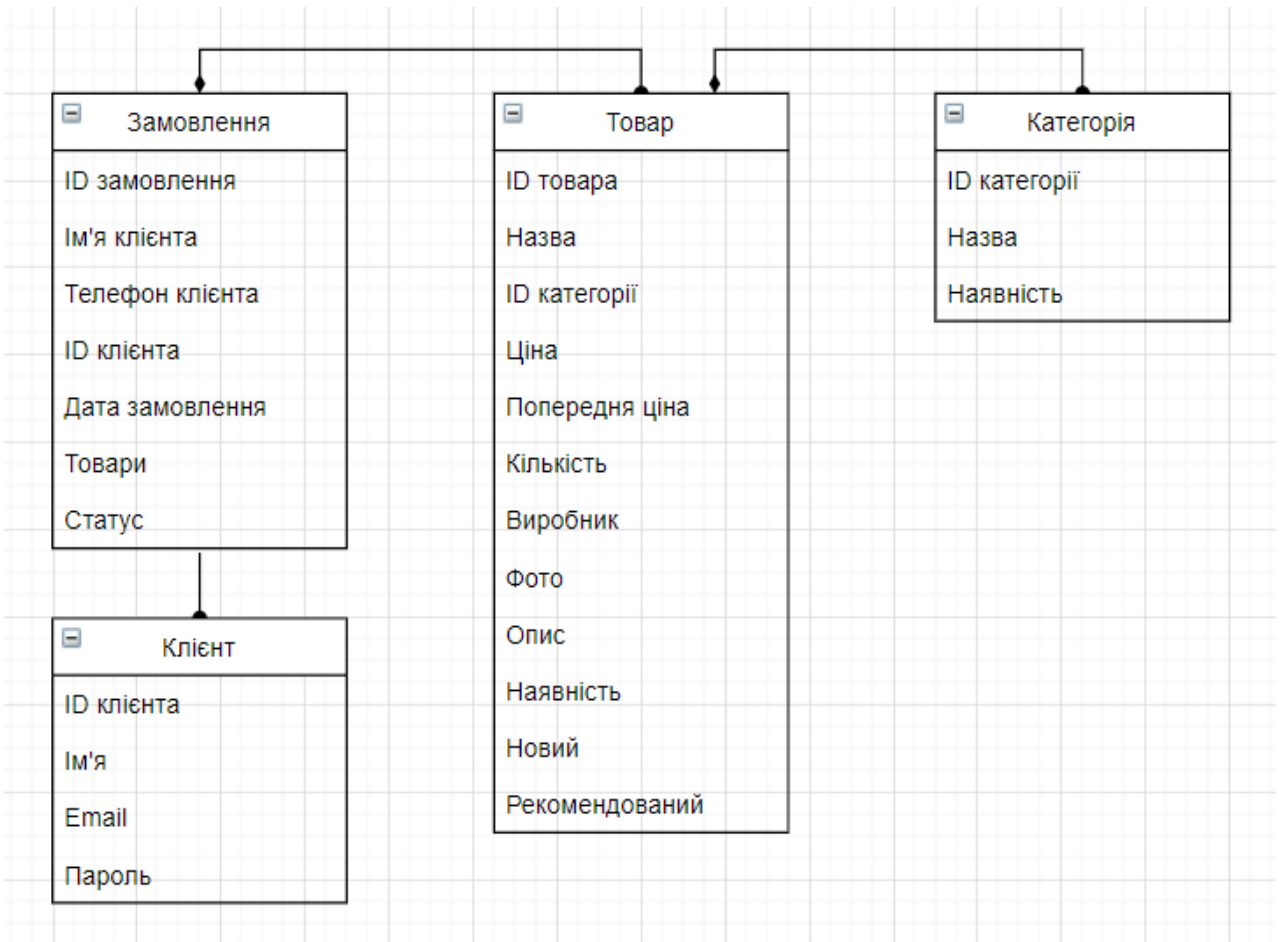 Замовлення
ID замовлення
Ім'я клієнта
Телефон клієнта
ID клієнта
Дата замовлення
Товари
Статус
Клієнт
ID клієнта
Ім'я
Email
Пароль
Товар
ID товара
Назва
ID категорії
Ціна
Попередня ціна
Кількість
Виробник
Фото
Опис
Наявність
Новий
Рекомендований
Категорія
ID категорії
Назва
Наявність